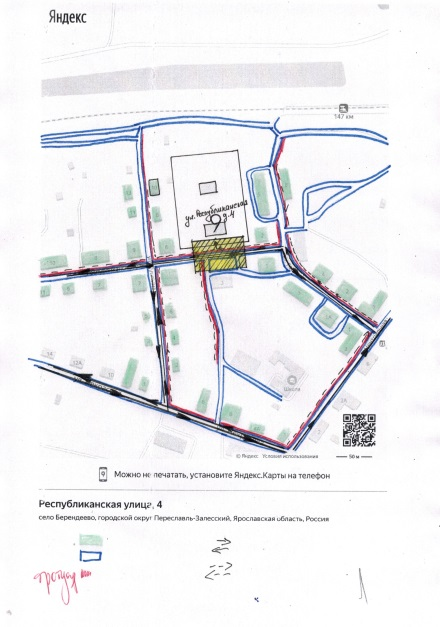 Яндекс
147 км
ул. Республиканская
д. 4
Школа
© Яндекс Условия использования
50 м
Можно не печатать, установите Яндекс.Карты на телефон
Республиканская улица, 4
село Берендеево, городской округ Переславль-Залесский, Ярославская область, Россия
тротуар